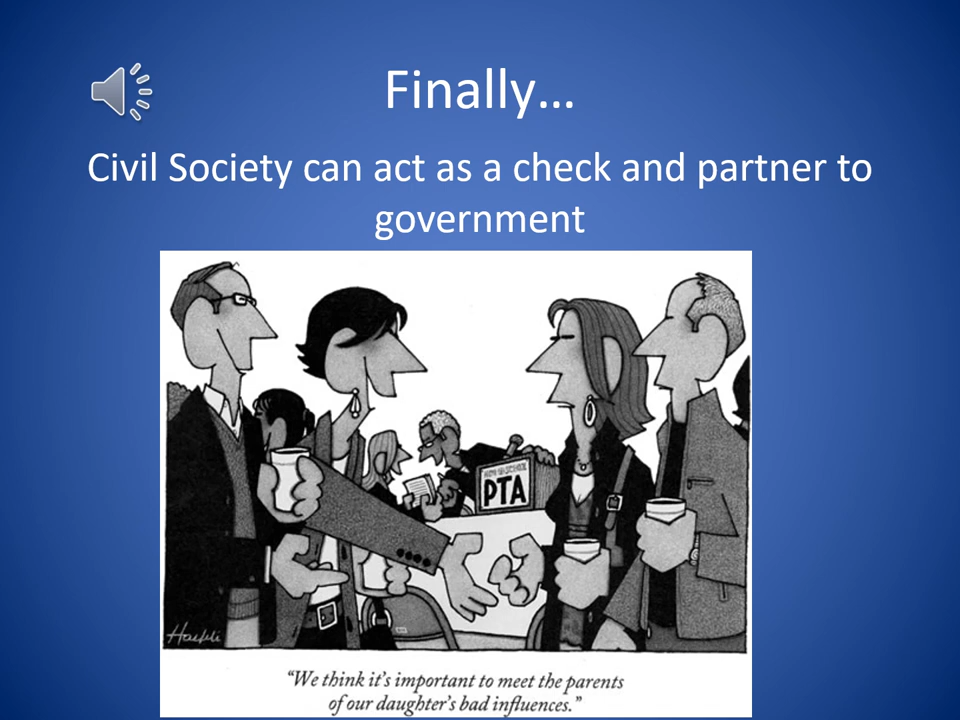 Finally…
Civil Society can act as a check and partner to
government
PTA
Haefeli
“We think it’s important to meet the parents
of our daughter’s bad influences.”